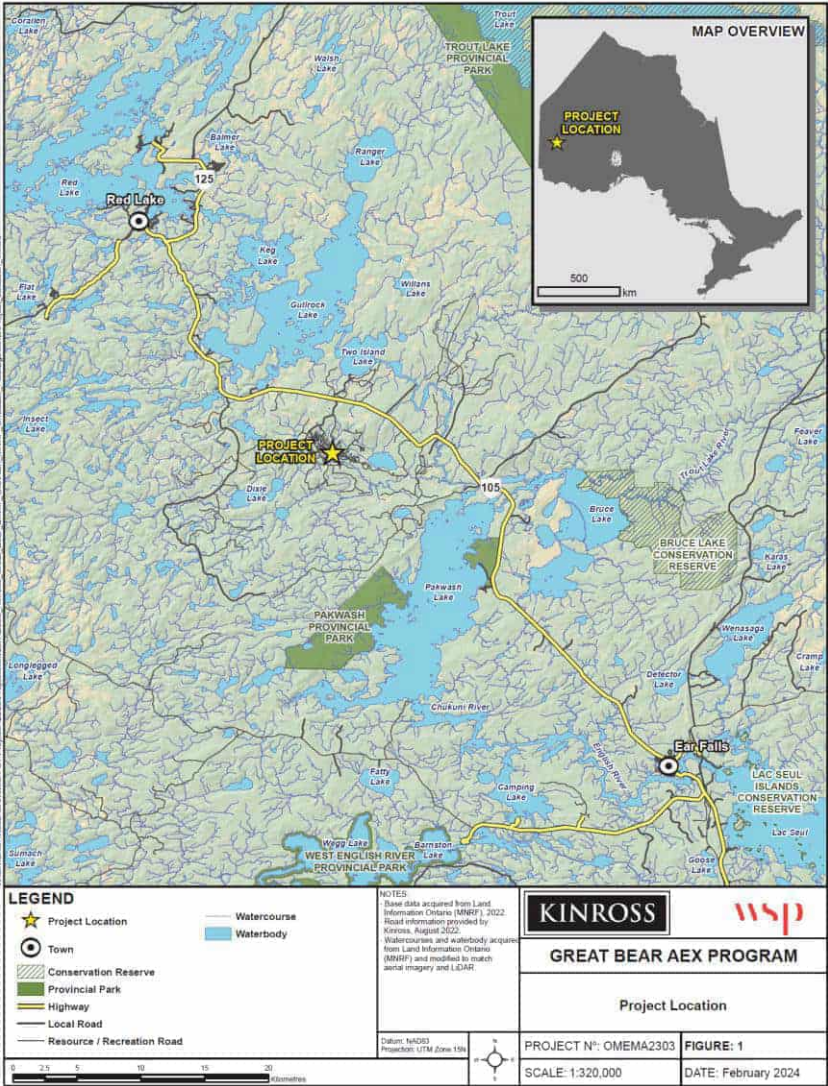 Corallen
Lake
Trout
Lake
TROUT LAKE
PROVINCIAL
PARK
MAP OVERVIEW
PROJECT
LOCATION
500
km
Walsh
Lake
Balmer
Lake
Ranger
Lake
125
Red
Lake
Red Lake
Keg
Lake
Flat
Lake
Willans
Lake
Gullrock
Lake
Two Island
Lake
Insect
Lake
PROJECT
LOCATION
Feaver
Lake
Trout Lake River
Dixie
Lake
105
Bruce
Lake
BRUCE LAKE
CONSERVATION
RESERVE
Karas
Lake
Pakwash
Lake
PAKWASH
PROVINCIAL
PARK
Wenasaga
Lake
Cramp
Lake
Longlegged
Lake
Detector
Lake
Chukuni River
Ear Falls
English River
Fatty
Lake
Camping
Lake
LAC SEUL
ISLANDS
CONSERVATION
RESERVE
Lac Seul
Sumach
Lake
Wegg Lake
Barnston
Lake
WEST ENGLISH RIVER
PROVINCIAL PARK
Goose
Lake
LEGEND
Project Location
Town
Conservation Reserve
Provincial Park
Highway
Local Road
Resource / Recreation Road
Watercourse
Waterbody
0 2.5 5 10 15 20
Kilometres
NOTES:
- Base data acquired from Land
Information Ontario (MNRF), 2022.
Road information provided by
Kinross, August 2022.
- Watercourses and waterbody acquired
from Land Information Ontario
(MNRF) and modified to match
aerial imagery and LiDAR.
Datum: NAD83
Projection: UTM Zone 15N
N
E
S
W
KINROSS
wsp
GREAT BEAR AEX PROGRAM
Project Location
PROJECT Nº: OMEMA2303
FIGURE: 1
SCALE: 1:320,000
DATE: February 2024